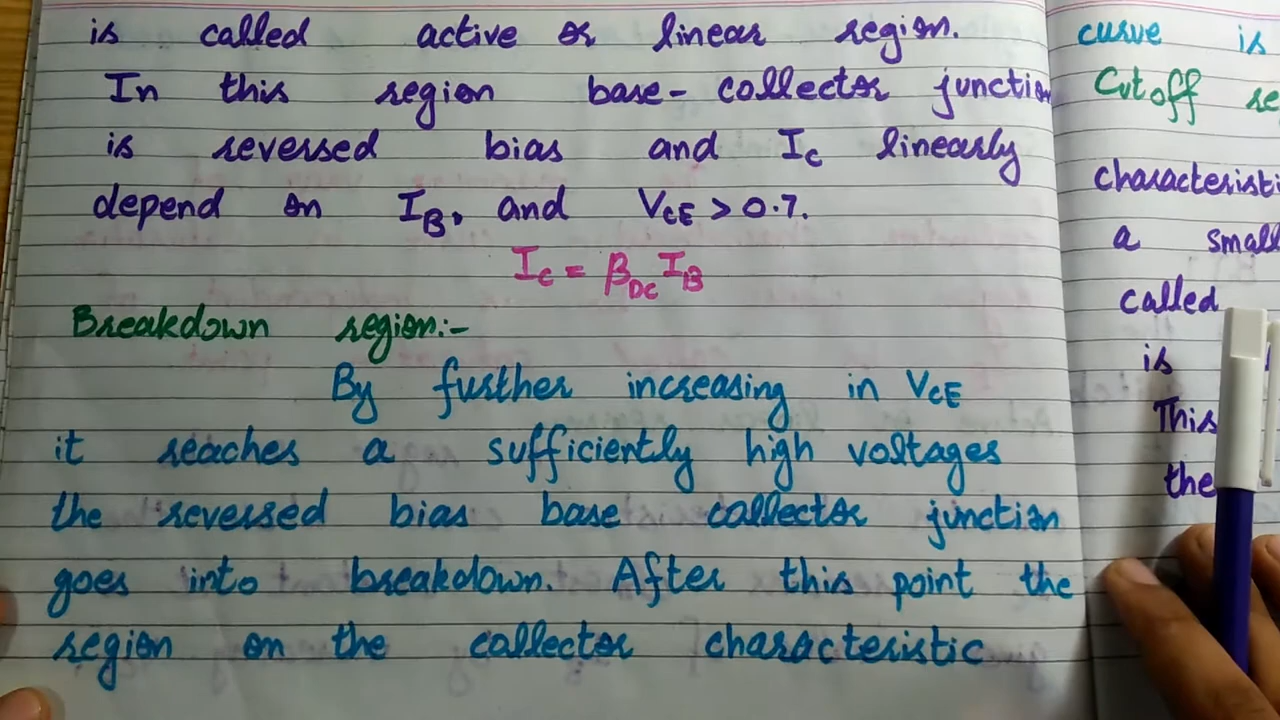 is called active or linear region.
In this region base-collector junction
is reversed bias and IC linearly
depend on IB, and VCE > 0.7.
IC = βDC IB
Breakdown region:-
By further increasing in VCE
it reaches a sufficiently high voltages
the reversed bias base collector junction
goes into breakdown. After this point the
region on the collector characteristic
curve is
Cutoff re
characteristi
a small
called
is
This
the